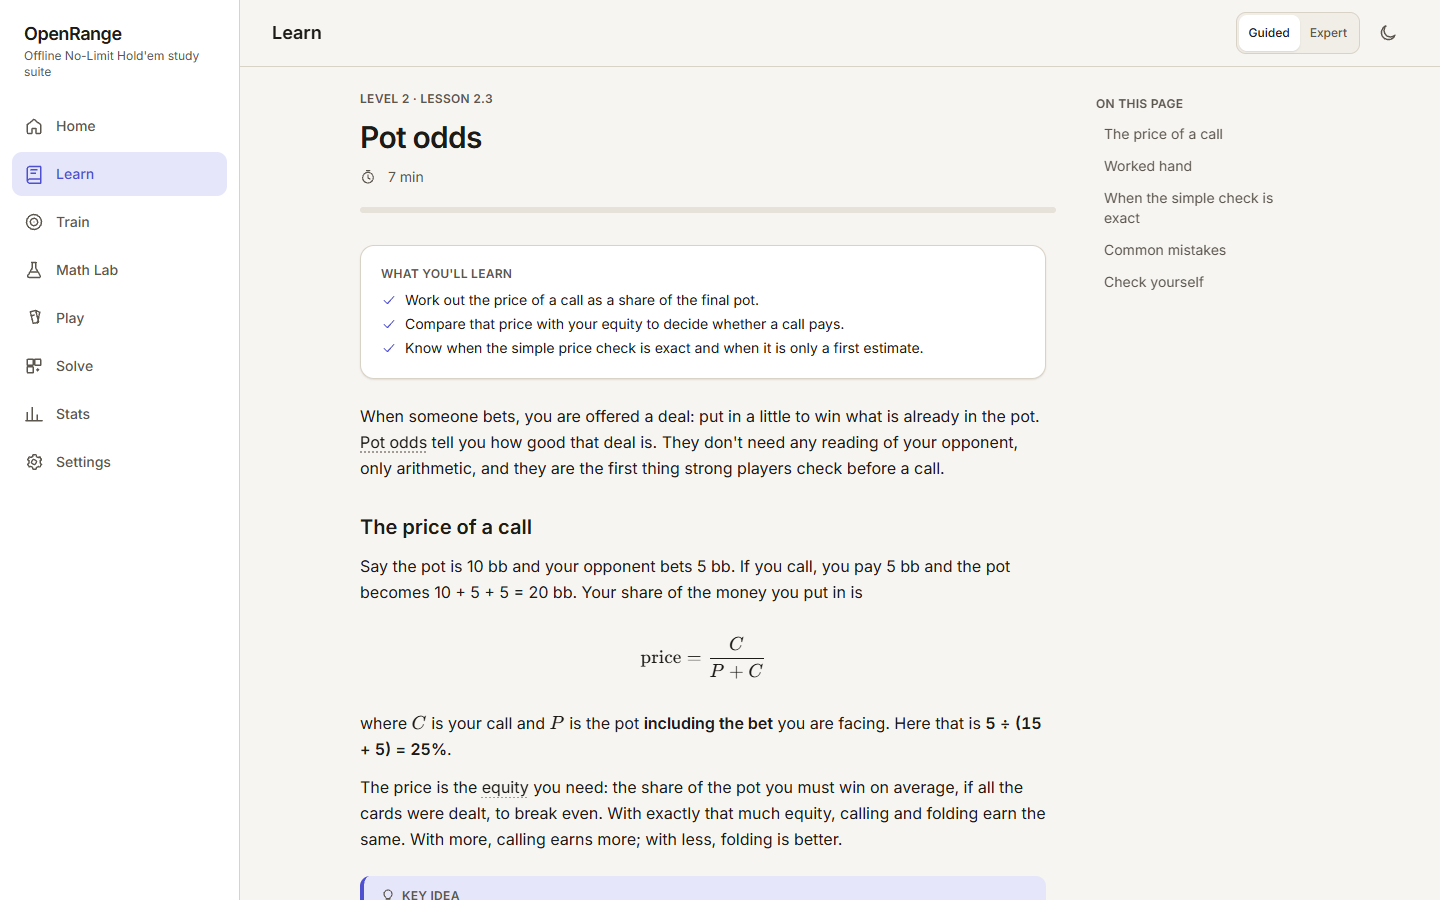 OpenRange
Offline No-Limit Hold'em study
suite
Home
Learn
Train
Math Lab
Play
Solve
Stats
Settings
Learn
Guided
Expert
LEVEL 2 · LESSON 2.3
Pot odds
7 min
WHAT YOU'LL LEARN
Work out the price of a call as a share of the final pot.
Compare that price with your equity to decide whether a call pays.
Know when the simple price check is exact and when it is only a first estimate.
When someone bets, you are offered a deal: put in a little to win what is already in the pot.
Pot odds tell you how good that deal is. They don't need any reading of your opponent,
only arithmetic, and they are the first thing strong players check before a call.
The price of a call
Say the pot is 10 bb and your opponent bets 5 bb. If you call, you pay 5 bb and the pot
becomes 10 + 5 + 5 = 20 bb. Your share of the money you put in is
price = C / (P + C)
where C is your call and P is the pot including the bet you are facing. Here that is 5 ÷ (15
+ 5) = 25%.
The price is the equity you need: the share of the pot you must win on average, if all the
cards were dealt, to break even. With exactly that much equity, calling and folding earn the
same. With more, calling earns more; with less, folding is better.
KEY IDEA
ON THIS PAGE
The price of a call
Worked hand
When the simple check is
exact
Common mistakes
Check yourself